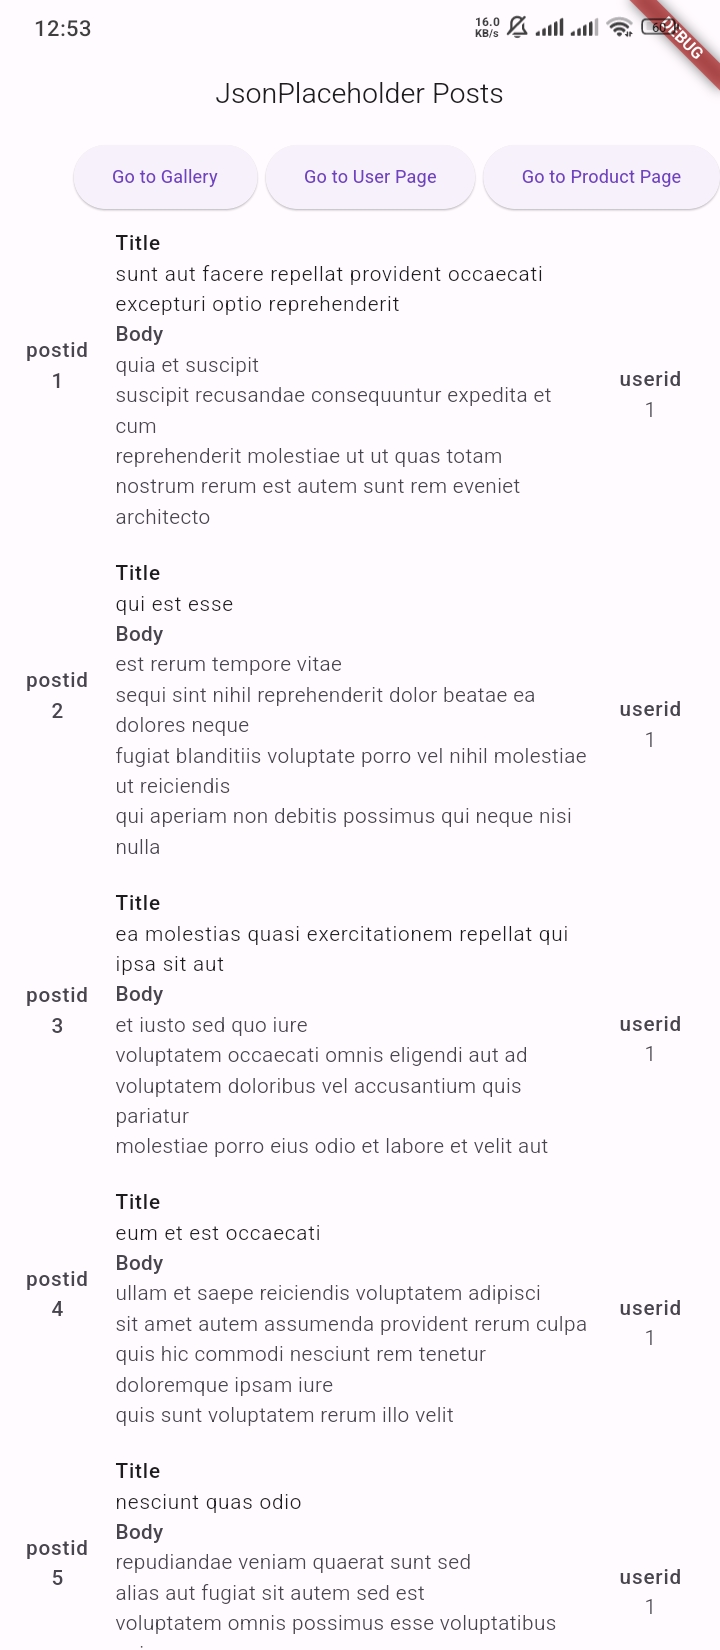 12:53
16.0
KB/s
60
DEBUG
JsonPlaceholder Posts
Go to Gallery
Go to User Page
Go to Product Page
postid
1
Title
sunt aut facere repellat provident occaecati
excepturi optio reprehenderit
Body
quia et suscipit
suscipit recusandae consequuntur expedita et
cum
reprehenderit molestiae ut ut quas totam
nostrum rerum est autem sunt rem eveniet
architecto
userid
1
postid
2
Title
qui est esse
Body
est rerum tempore vitae
sequi sint nihil reprehenderit dolor beatae ea
dolores neque
fugiat blanditiis voluptate porro vel nihil molestiae
ut reiciendis
qui aperiam non debitis possimus qui neque nisi
nulla
userid
1
postid
3
Title
ea molestias quasi exercitationem repellat qui
ipsa sit aut
Body
et iusto sed quo iure
voluptatem occaecati omnis eligendi aut ad
voluptatem doloribus vel accusantium quis
pariatur
molestiae porro eius odio et labore et velit aut
userid
1
postid
4
Title
eum et est occaecati
Body
ullam et saepe reiciendis voluptatem adipisci
sit amet autem assumenda provident rerum culpa
quis hic commodi nesciunt rem tenetur
doloremque ipsam iure
quis sunt voluptatem rerum illo velit
userid
1
postid
5
Title
nesciunt quas odio
Body
repudiandae veniam quaerat sunt sed
alias aut fugiat sit autem sed est
voluptatem omnis possimus esse voluptatibus
userid
1